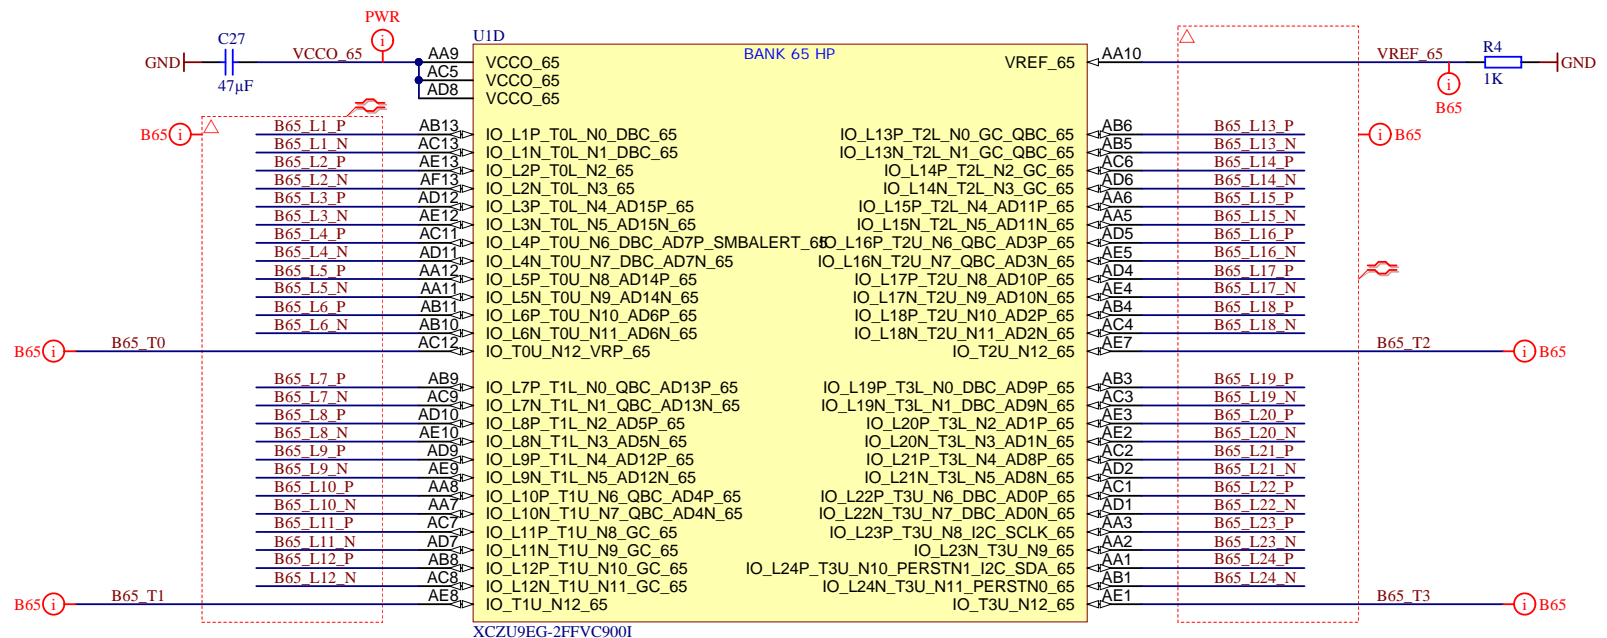 PWR
U1D
BANK 65 HP
C27
GND
VCCO_65
47µF
AA9 VCCO_65
AC5 VCCO_65
AD8 VCCO_65
VREF_65 AA10 VREF_65
R4
1K
GND
B65
B65
B65
B65_L1_P AB13 IO_L1P_T0L_N0_DBC_65
B65_L1_N AC13 IO_L1N_T0L_N1_DBC_65
B65_L2_P AE13 IO_L2P_T0L_N2_65
B65_L2_N AF13 IO_L2N_T0L_N3_65
B65_L3_P AD12 IO_L3P_T0L_N4_AD15P_65
B65_L3_N AE12 IO_L3N_T0L_N5_AD15N_65
B65_L4_P AC11 IO_L4P_T0U_N6_DBC_AD7P_SMBALERT_65
B65_L4_N AD11 IO_L4N_T0U_N7_DBC_AD7N_65
B65_L5_P AA12 IO_L5P_T0U_N8_AD14P_65
B65_L5_N AA11 IO_L5N_T0U_N9_AD14N_65
B65_L6_P AB11 IO_L6P_T0U_N10_AD6P_65
B65_L6_N AB10 IO_L6N_T0U_N11_AD6N_65
B65 B65_T0 AC12 IO_T0U_N12_VRP_65
B65_L7_P AB9 IO_L7P_T1L_N0_QBC_AD13P_65
B65_L7_N AC9 IO_L7N_T1L_N1_QBC_AD13N_65
B65_L8_P AD10 IO_L8P_T1L_N2_AD5P_65
B65_L8_N AE10 IO_L8N_T1L_N3_AD5N_65
B65_L9_P AD9 IO_L9P_T1L_N4_AD12P_65
B65_L9_N AE9 IO_L9N_T1L_N5_AD12N_65
B65_L10_P AA8 IO_L10P_T1U_N6_QBC_AD4P_65
B65_L10_N AA7 IO_L10N_T1U_N7_QBC_AD4N_65
B65_L11_P AC7 IO_L11P_T1U_N8_GC_65
B65_L11_N AD7 IO_L11N_T1U_N9_GC_65
B65_L12_P AB8 IO_L12P_T1U_N10_GC_65
B65_L12_N AC8 IO_L12N_T1U_N11_GC_65
B65 B65_T1 AE8 IO_T1U_N12_65
IO_L13P_T2L_N0_GC_QBC_65 AB6 B65_L13_P
IO_L13N_T2L_N1_GC_QBC_65 AB5 B65_L13_N
IO_L14P_T2L_N2_GC_65 AC6 B65_L14_P
IO_L14N_T2L_N3_GC_65 AD6 B65_L14_N
IO_L15P_T2L_N4_AD11P_65 AA6 B65_L15_P
IO_L15N_T2L_N5_AD11N_65 AA5 B65_L15_N
IO_L16P_T2U_N6_QBC_AD3P_65 AD5 B65_L16_P
IO_L16N_T2U_N7_QBC_AD3N_65 AE5 B65_L16_N
IO_L17P_T2U_N8_AD10P_65 AD4 B65_L17_P
IO_L17N_T2U_N9_AD10N_65 AE4 B65_L17_N
IO_L18P_T2U_N10_AD2P_65 AB4 B65_L18_P
IO_L18N_T2U_N11_AD2N_65 AC4 B65_L18_N
IO_T2U_N12_65 AE7 B65_T2 B65
IO_L19P_T3L_N0_DBC_AD9P_65 AB3 B65_L19_P
IO_L19N_T3L_N1_DBC_AD9N_65 AC3 B65_L19_N
IO_L20P_T3L_N2_AD1P_65 AE3 B65_L20_P
IO_L20N_T3L_N3_AD1N_65 AE2 B65_L20_N
IO_L21P_T3L_N4_AD8P_65 AC2 B65_L21_P
IO_L21N_T3L_N5_AD8N_65 AD2 B65_L21_N
IO_L22P_T3U_N6_DBC_AD0P_65 AC1 B65_L22_P
IO_L22N_T3U_N7_DBC_AD0N_65 AD1 B65_L22_N
IO_L23P_T3U_N8_I2C_SCLK_65 AA3 B65_L23_P
IO_L23N_T3U_N9_65 AA2 B65_L23_N
IO_L24P_T3U_N10_PERSTN1_I2C_SDA_65 AA1 B65_L24_P
IO_L24N_T3U_N11_PERSTN0_65 AB1 B65_L24_N
IO_T3U_N12_65 AE1 B65_T3 B65
XCZU9EG-2FFVC900I